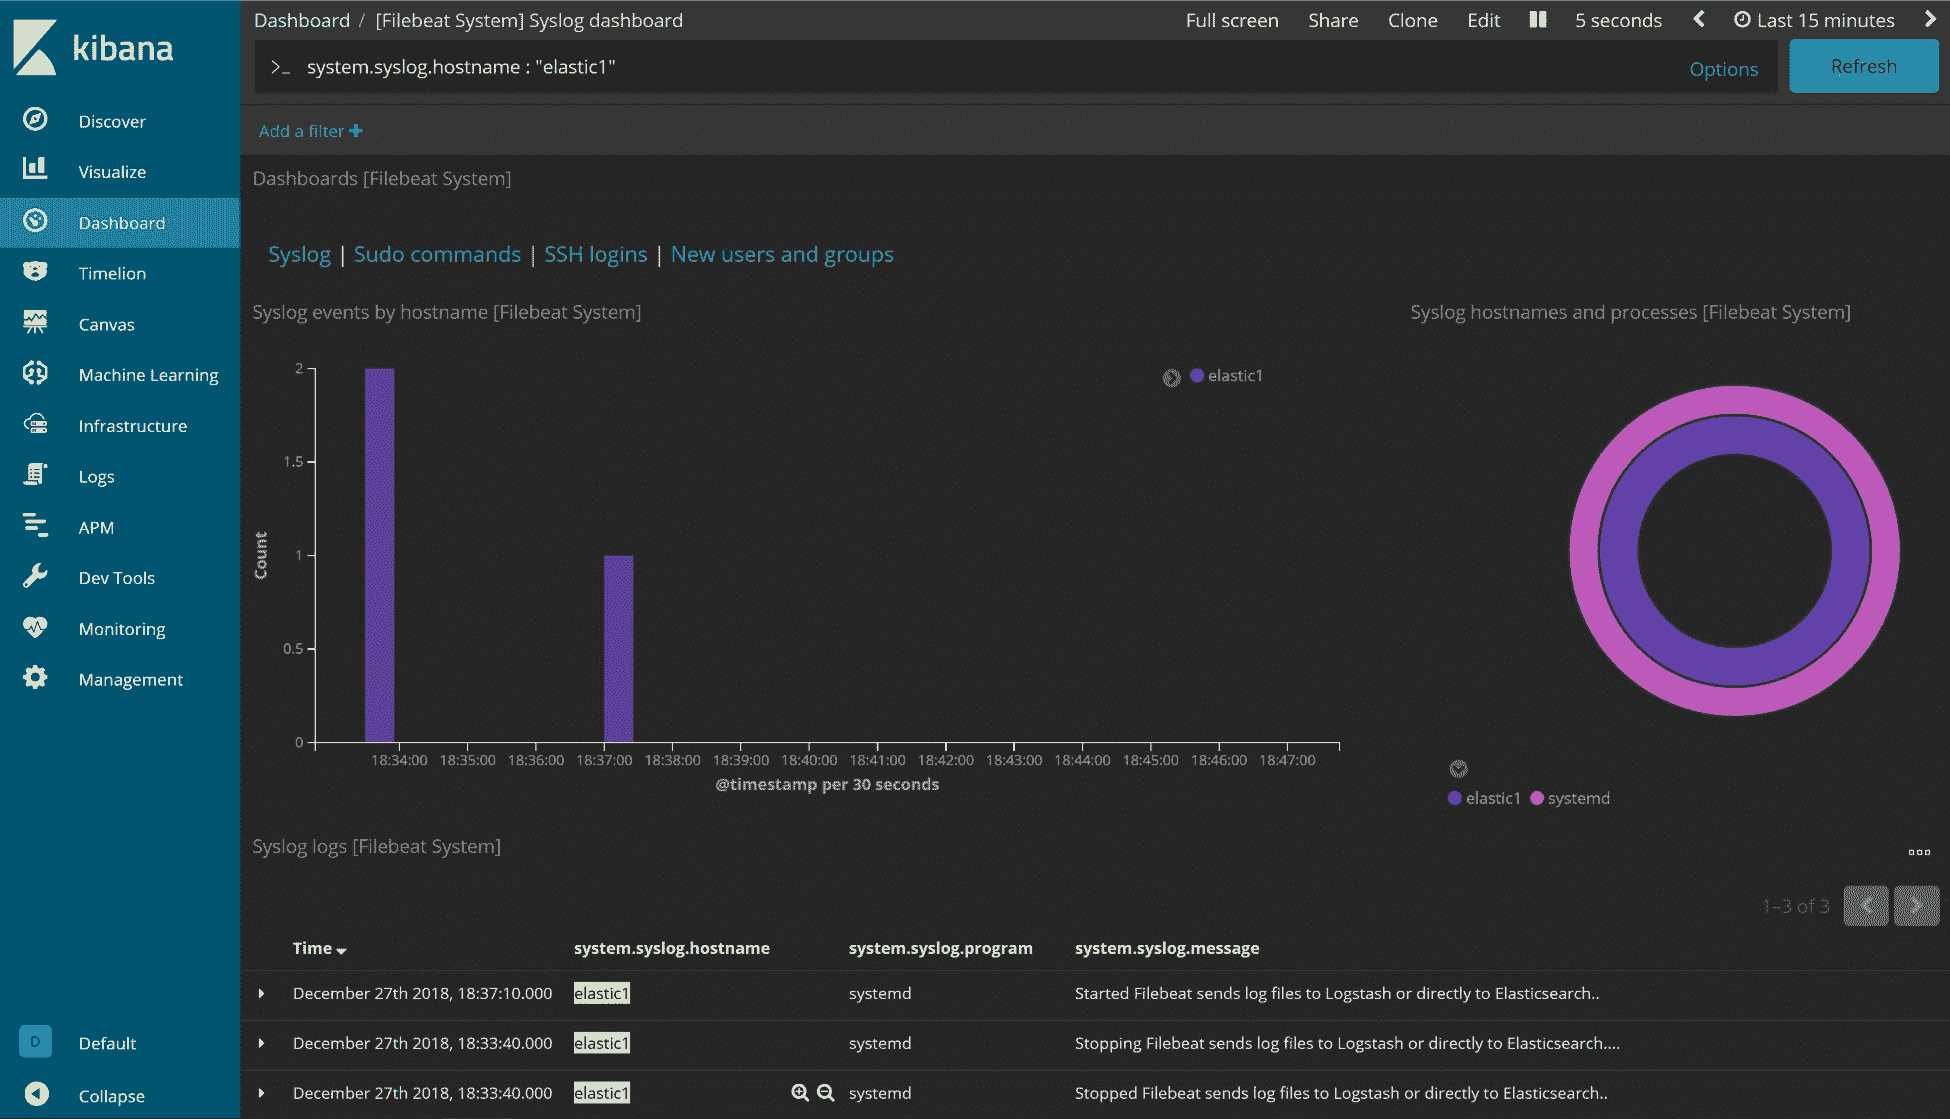 kibana
Discover
Visualize
Dashboard
Timelion
Canvas
Machine Learning
Infrastructure
Logs
APM
Dev Tools
Monitoring
Management
D Default
Collapse
Dashboard / [Filebeat System] Syslog dashboard
Full screen Share Clone Edit 5 seconds Last 15 minutes
>_ system.syslog.hostname : "elastic1"
Options
Refresh
Add a filter +
Dashboards [Filebeat System]
Syslog | Sudo commands | SSH logins | New users and groups
Syslog events by hostname [Filebeat System]
2
1.5
1
0.5
0
Count
18:34:00 18:35:00 18:36:00 18:37:00 18:38:00 18:39:00 18:40:00 18:41:00 18:42:00 18:43:00 18:44:00 18:45:00 18:46:00 18:47:00
@timestamp per 30 seconds
elastic1
Syslog hostnames and processes [Filebeat System]
elastic1 systemd
Syslog logs [Filebeat System]
1–3 of 3
Time system.syslog.hostname system.syslog.program system.syslog.message
December 27th 2018, 18:37:10.000 elastic1 systemd Started Filebeat sends log files to Logstash or directly to Elasticsearch..
December 27th 2018, 18:33:40.000 elastic1 systemd Stopping Filebeat sends log files to Logstash or directly to Elasticsearch....
December 27th 2018, 18:33:40.000 elastic1 systemd Stopped Filebeat sends log files to Logstash or directly to Elasticsearch..